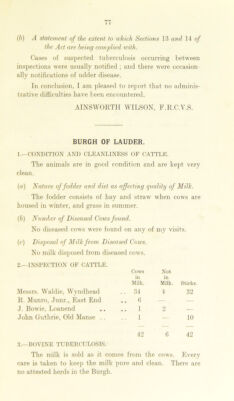 77
(b) A statement of the extent to which Sections 13 and 14 of
the Act are being complied with.
Cases of suspected tuberculosis occurring between
inspections were usually notified; and there were occasion-
ally notifications of udder disease.
In conclusion, I am pleased to report that no adminis-
trative difficulties have been encountered.
AINSWORTH WILSON, F.R.C.V.S.
BURGH OF LAUDER.
1.—CONDITION AND CLEANLINESS OF CATTLE.
The animals are in good condition and are kept very
clean.
(a) Nature of fodder and diet as affecting quality of Milk.
The fodder consists of hay and straw when cows are
housed in winter, and grass in summer.
(b) Number of Diseased Cows found.
No diseased cows were found on any of my visits.
(c) Disposal of Milk from Diseased Cows.
No milk disposed from diseased cows.
2.—INSPECTION OF CATTLE.
Cows Not
in in
Milk. Milk. Stirks.
Messrs. Waldie, Wyndhead .. 34 4 32
R. Munro, Junr., East End .. 6 — —
J. Bowie, Loanend .. .. 1 2 —
John Guthrie, Old Manse .. .. 1 — 10
— — —
42 6 42
3.—BOVINE TUBERCULOSIS.
The milk is sold as it comes from the cows. Every
care is taken to keep the milk pure and clean. There are
no attested herds in the Burgh.